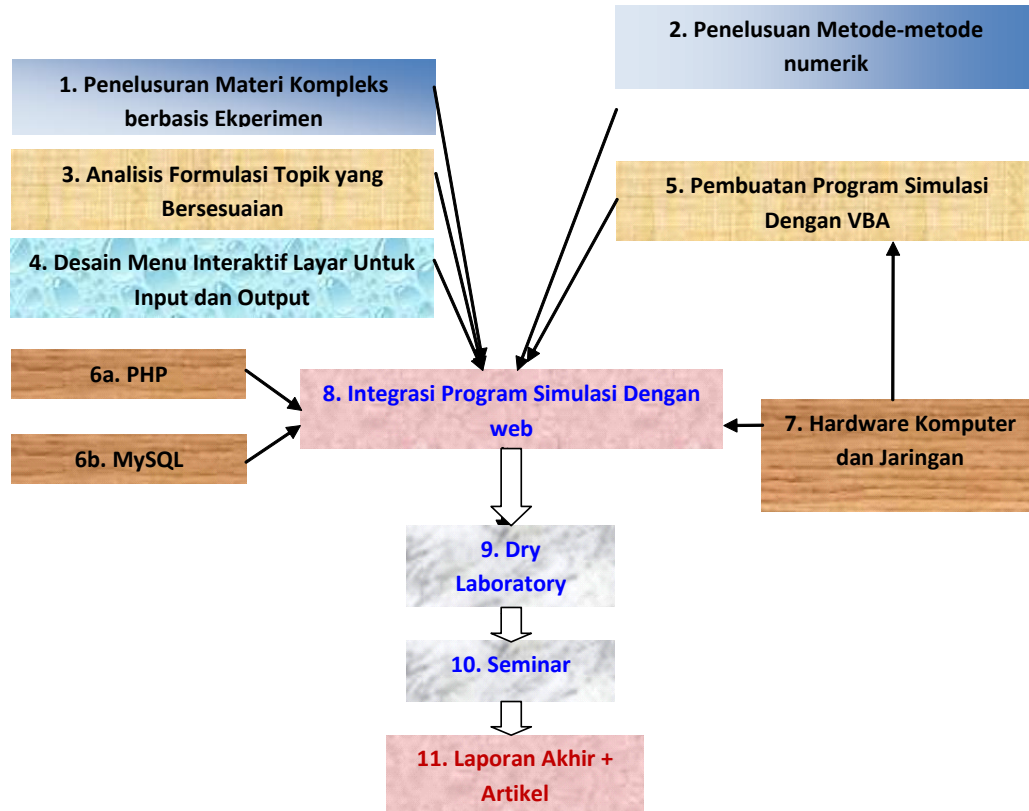 2. Penelusuan Metode-metode
numerik
1. Penelusuran Materi Kompleks
berbasis Ekperimen
3. Analisis Formulasi Topik yang
Bersesuaian
5. Pembuatan Program Simulasi
Dengan VBA
4. Desain Menu Interaktif Layar Untuk
Input dan Output
6a. PHP
8. Integrasi Program Simulasi Dengan
web
7. Hardware Komputer
dan Jaringan
6b. MySQL
9. Dry
Laboratory
10. Seminar
11. Laporan Akhir +
Artikel